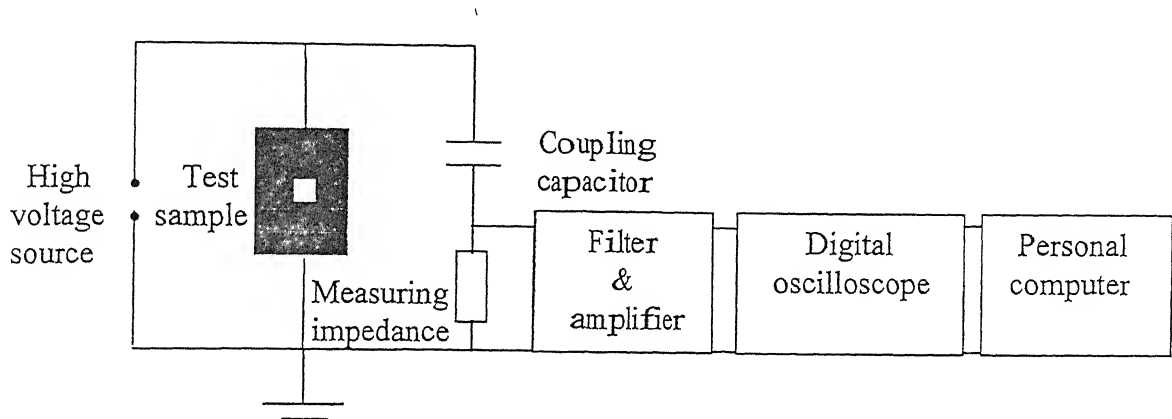 High
voltage
source
Test
sample
Coupling
capacitor
Measuring
impedance
Filter
&
amplifier
Digital
oscilloscope
Personal
computer